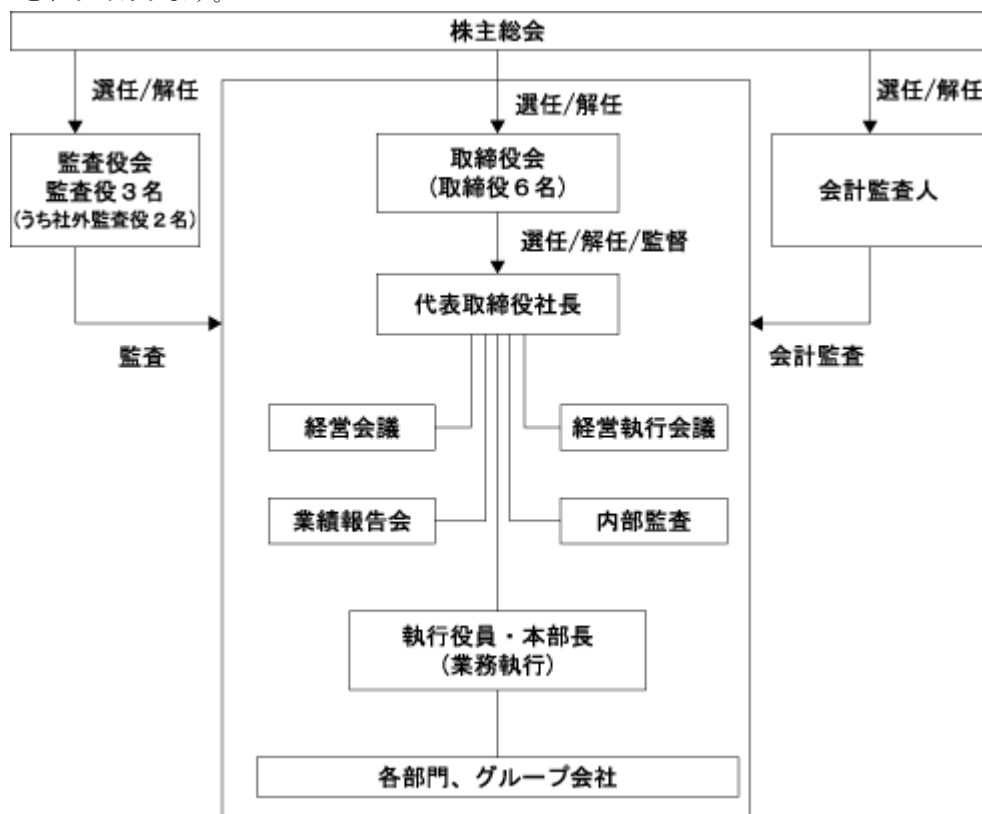 株主総会
選任/解任
選任/解任
選任/解任
監査役会
監査役3名
(うち社外監査役2名)
取締役会
(取締役6名)
会計監査人
選任/解任/監督
代表取締役社長
監査
会計監査
経営会議
経営執行会議
業績報告会
内部監査
執行役員・本部長
(業務執行)
各部門、グループ会社